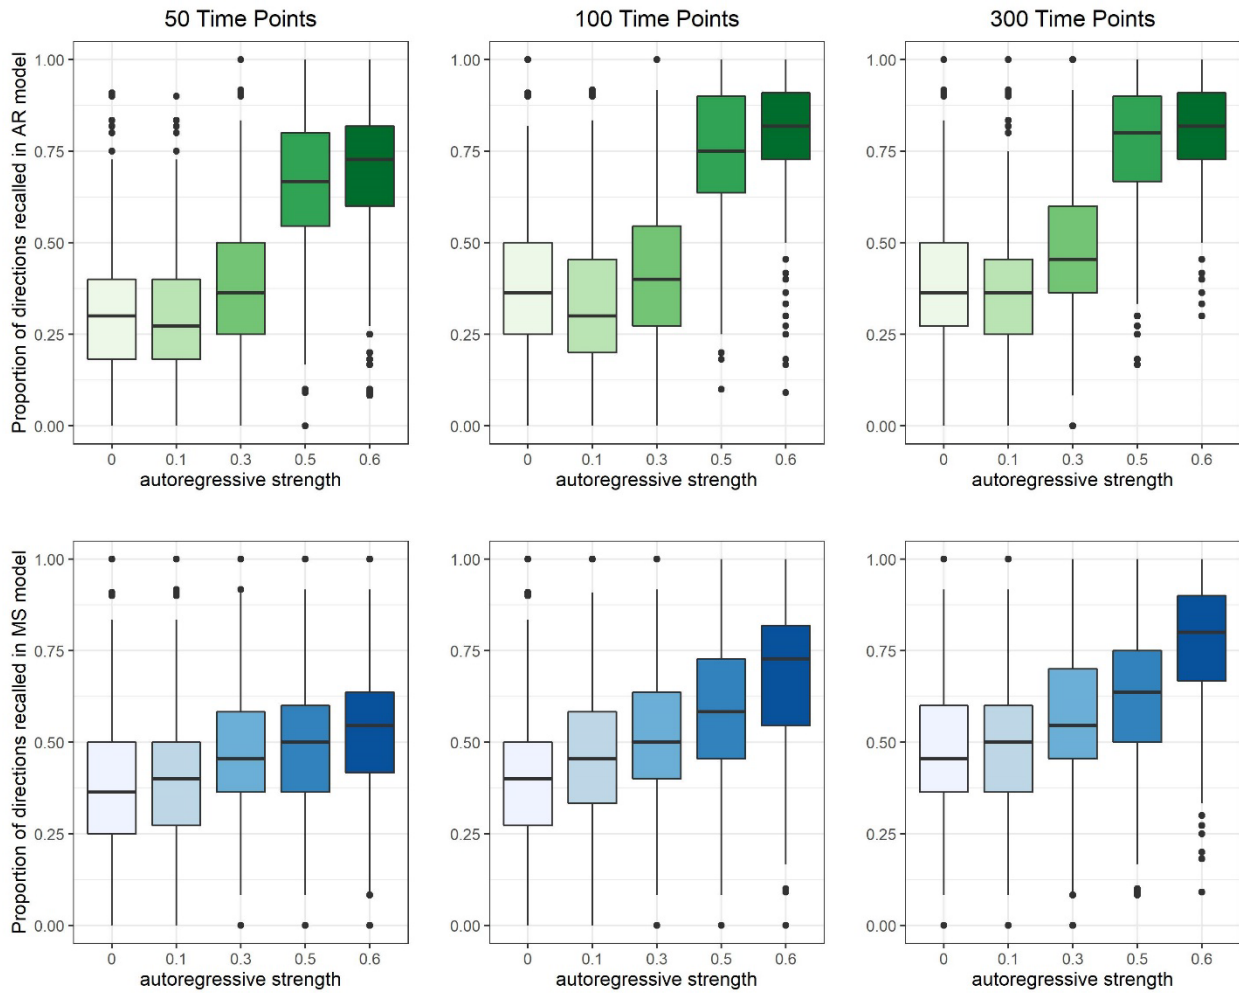 50 Time Points
100 Time Points
300 Time Points
Proportion of directions recalled in AR model
1.00
0.75
0.50
0.25
0.00
0 0.1 0.3 0.5 0.6
autoregressive strength
1.00
0.75
0.50
0.25
0.00
0 0.1 0.3 0.5 0.6
autoregressive strength
1.00
0.75
0.50
0.25
0.00
0 0.1 0.3 0.5 0.6
autoregressive strength
Proportion of directions recalled in MS model
1.00
0.75
0.50
0.25
0.00
0 0.1 0.3 0.5 0.6
autoregressive strength
1.00
0.75
0.50
0.25
0.00
0 0.1 0.3 0.5 0.6
autoregressive strength
1.00
0.75
0.50
0.25
0.00
0 0.1 0.3 0.5 0.6
autoregressive strength